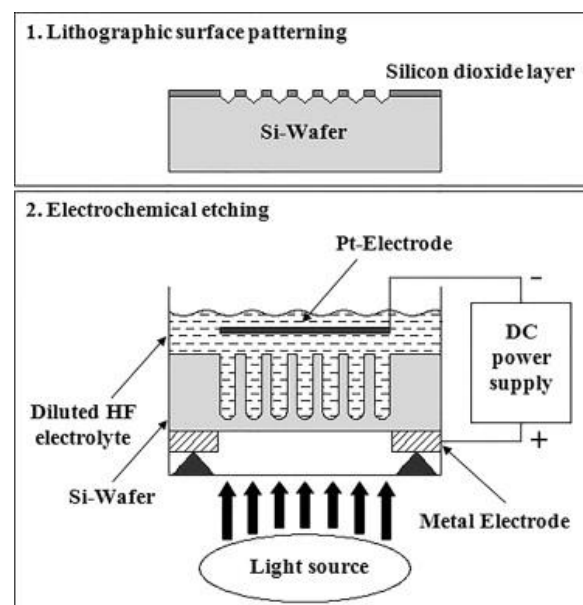 1. Lithographic surface patterning
Silicon dioxide layer
Si-Wafer
2. Electrochemical etching
Pt-Electrode
–
DC
power
supply
+
Diluted HF
electrolyte
Si-Wafer
Metal Electrode
Light source